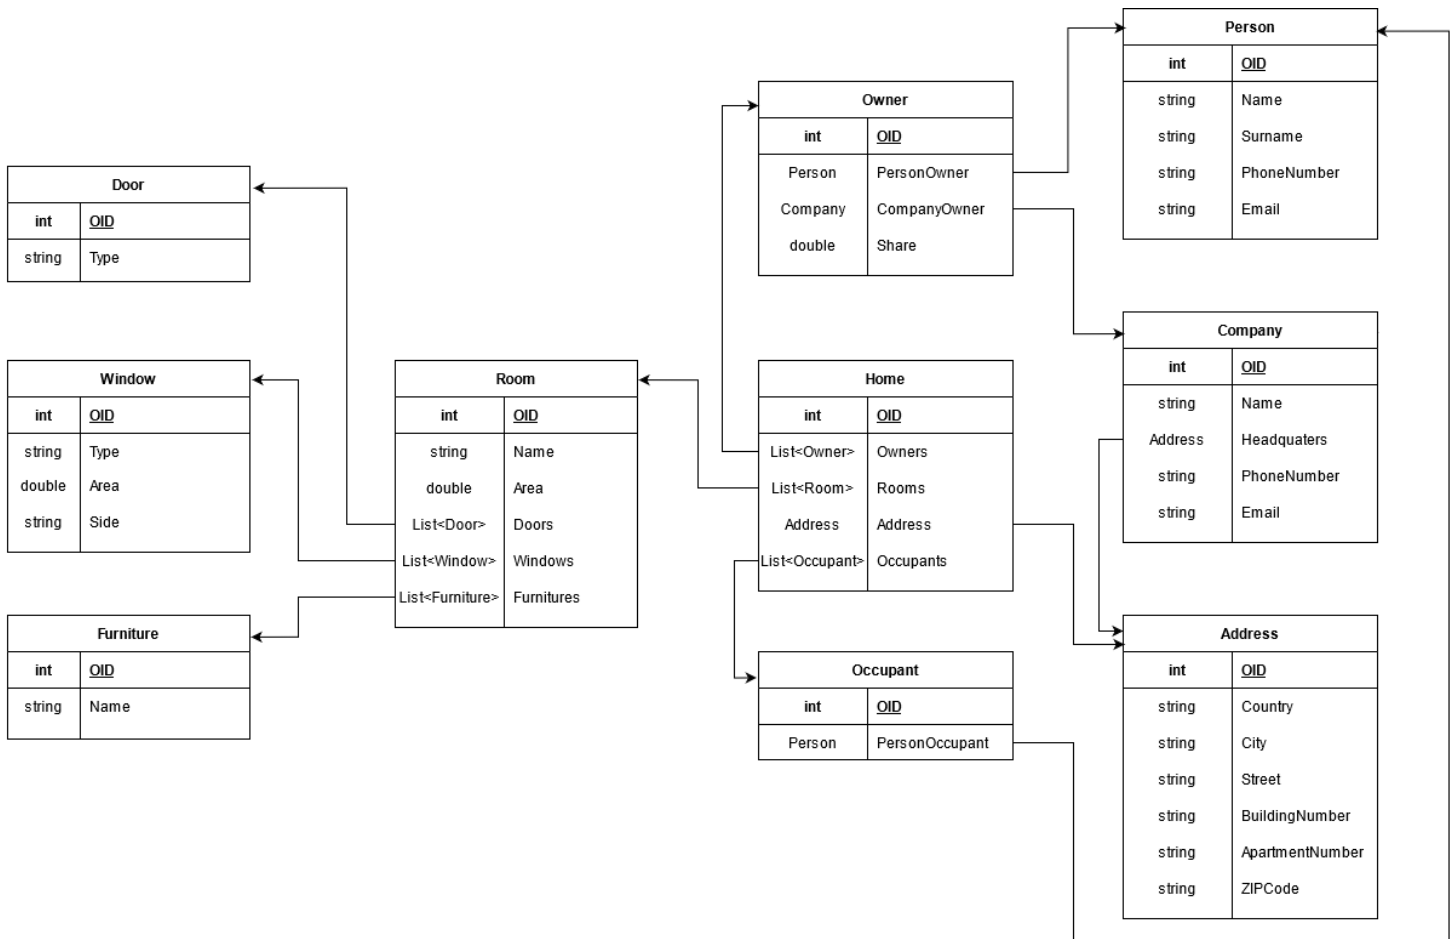 Person
int OID
string Name
string Surname
string PhoneNumber
string Email
Owner
int OID
Person PersonOwner
Company CompanyOwner
double Share
Door
int OID
string Type
Window
int OID
string Type
double Area
string Side
Room
int OID
string Name
double Area
List<Door> Doors
List<Window> Windows
List<Furniture> Furnitures
Home
int OID
List<Owner> Owners
List<Room> Rooms
Address Address
List<Occupant> Occupants
Company
int OID
string Name
Address Headquaters
string PhoneNumber
string Email
Furniture
int OID
string Name
Occupant
int OID
Person PersonOccupant
Address
int OID
string Country
string City
string Street
string BuildingNumber
string ApartmentNumber
string ZIPCode